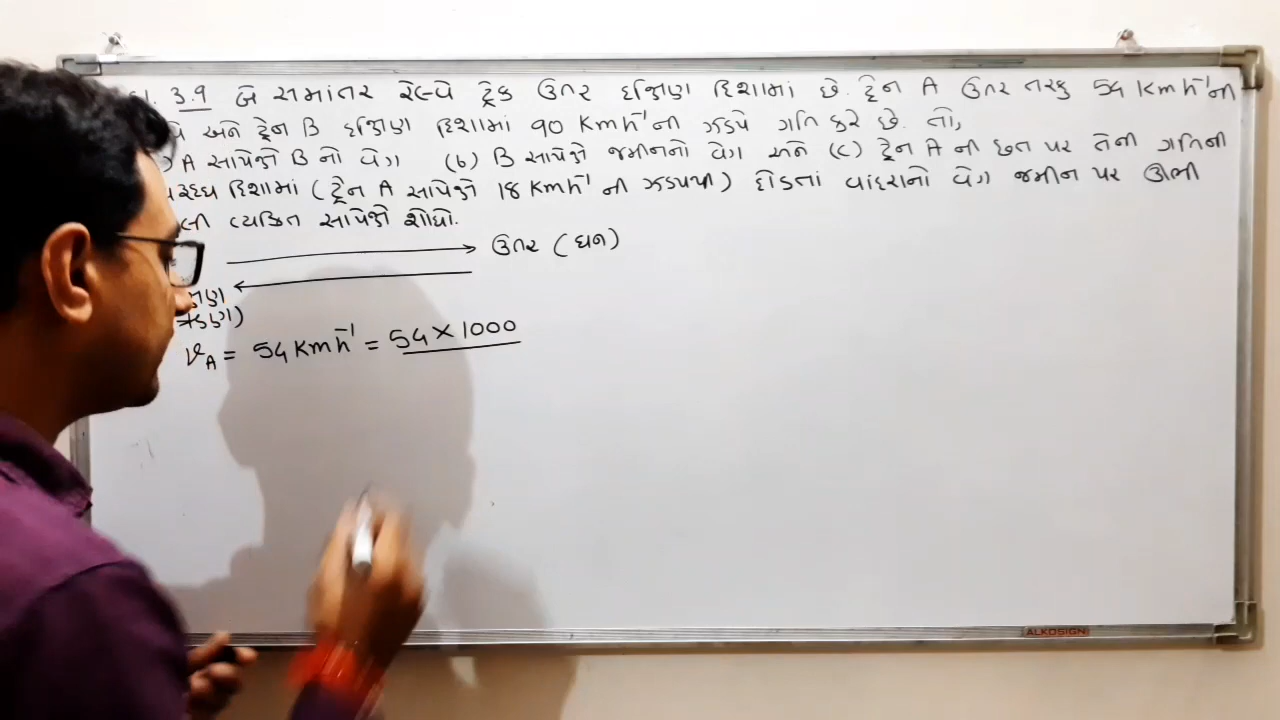 દા. 3.9 બે સમાંતર રેલ્વે ટ્રેક ઉત્તર દક્ષિણ દિશામાં છે. ટ્રેન A ઉત્તર તરફ 54 Kmh⁻¹ની
અને ટ્રેન B દક્ષિણ દિશામાં 90 Kmh⁻¹ની ઝડપે ગતિ કરે છે. તો,
) A સાપેક્ષે B નો વેગ (b) B સાપેક્ષે જમીનનો વેગ અને (c) ટ્રેન A ની છત પર તેની ગતિની
દિશામાં (ટ્રેન A સાપેક્ષે 18 Kmh⁻¹ ની ઝડપથી) દોડતાં વાંદરાનો વેગ જમીન પર ઊભી
વ્યક્તિ સાપેક્ષે શોધો.
ઉત્તર (ધન)
v_A = 54 Kmh⁻¹ = 54×1000
ALKOSIGN